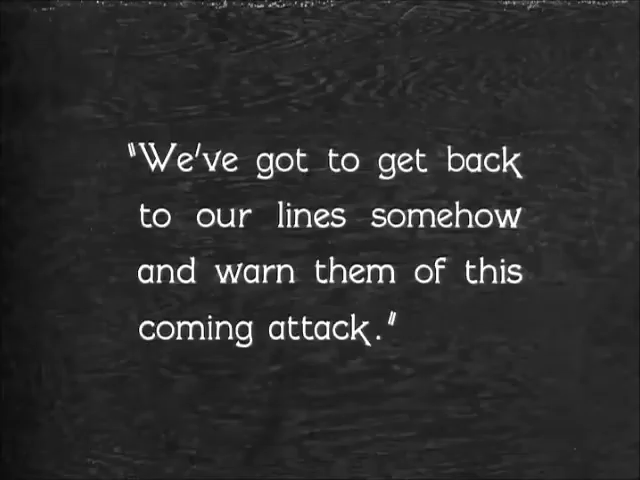 "We've got to get back
to our lines somehow
and warn them of this
coming attack."